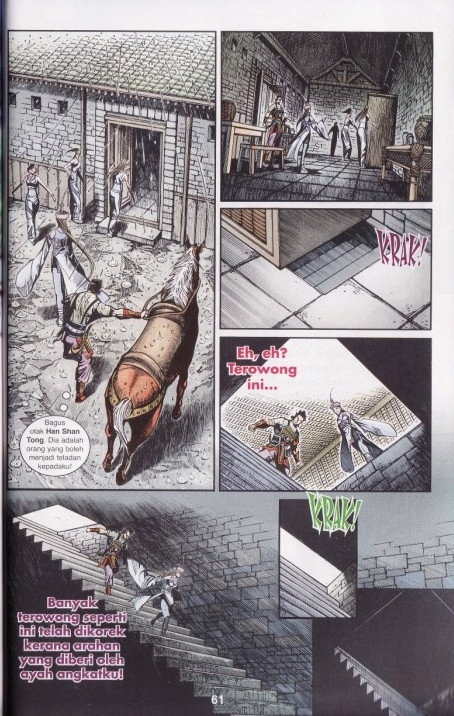 Bagus
otak Han Shan
Tong. Dia adalah
orang yang boleh
menjadi teladan
kepadaku!
K-RAK!
Eh, eh?
Terowong
ini...
KRAK!
Banyak
terowong seperti
ini telah dikorek
kerana arahan
yang diberi oleh
ayah angkatku!
61